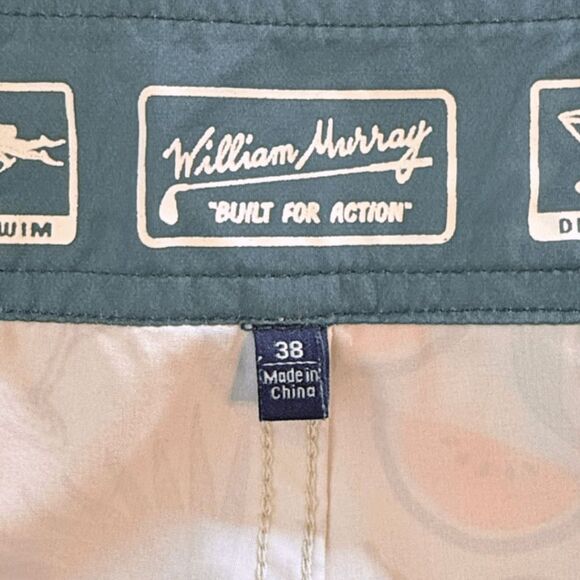 William Murray
"BUILT FOR ACTION"
WIM
D
38
Made in
China